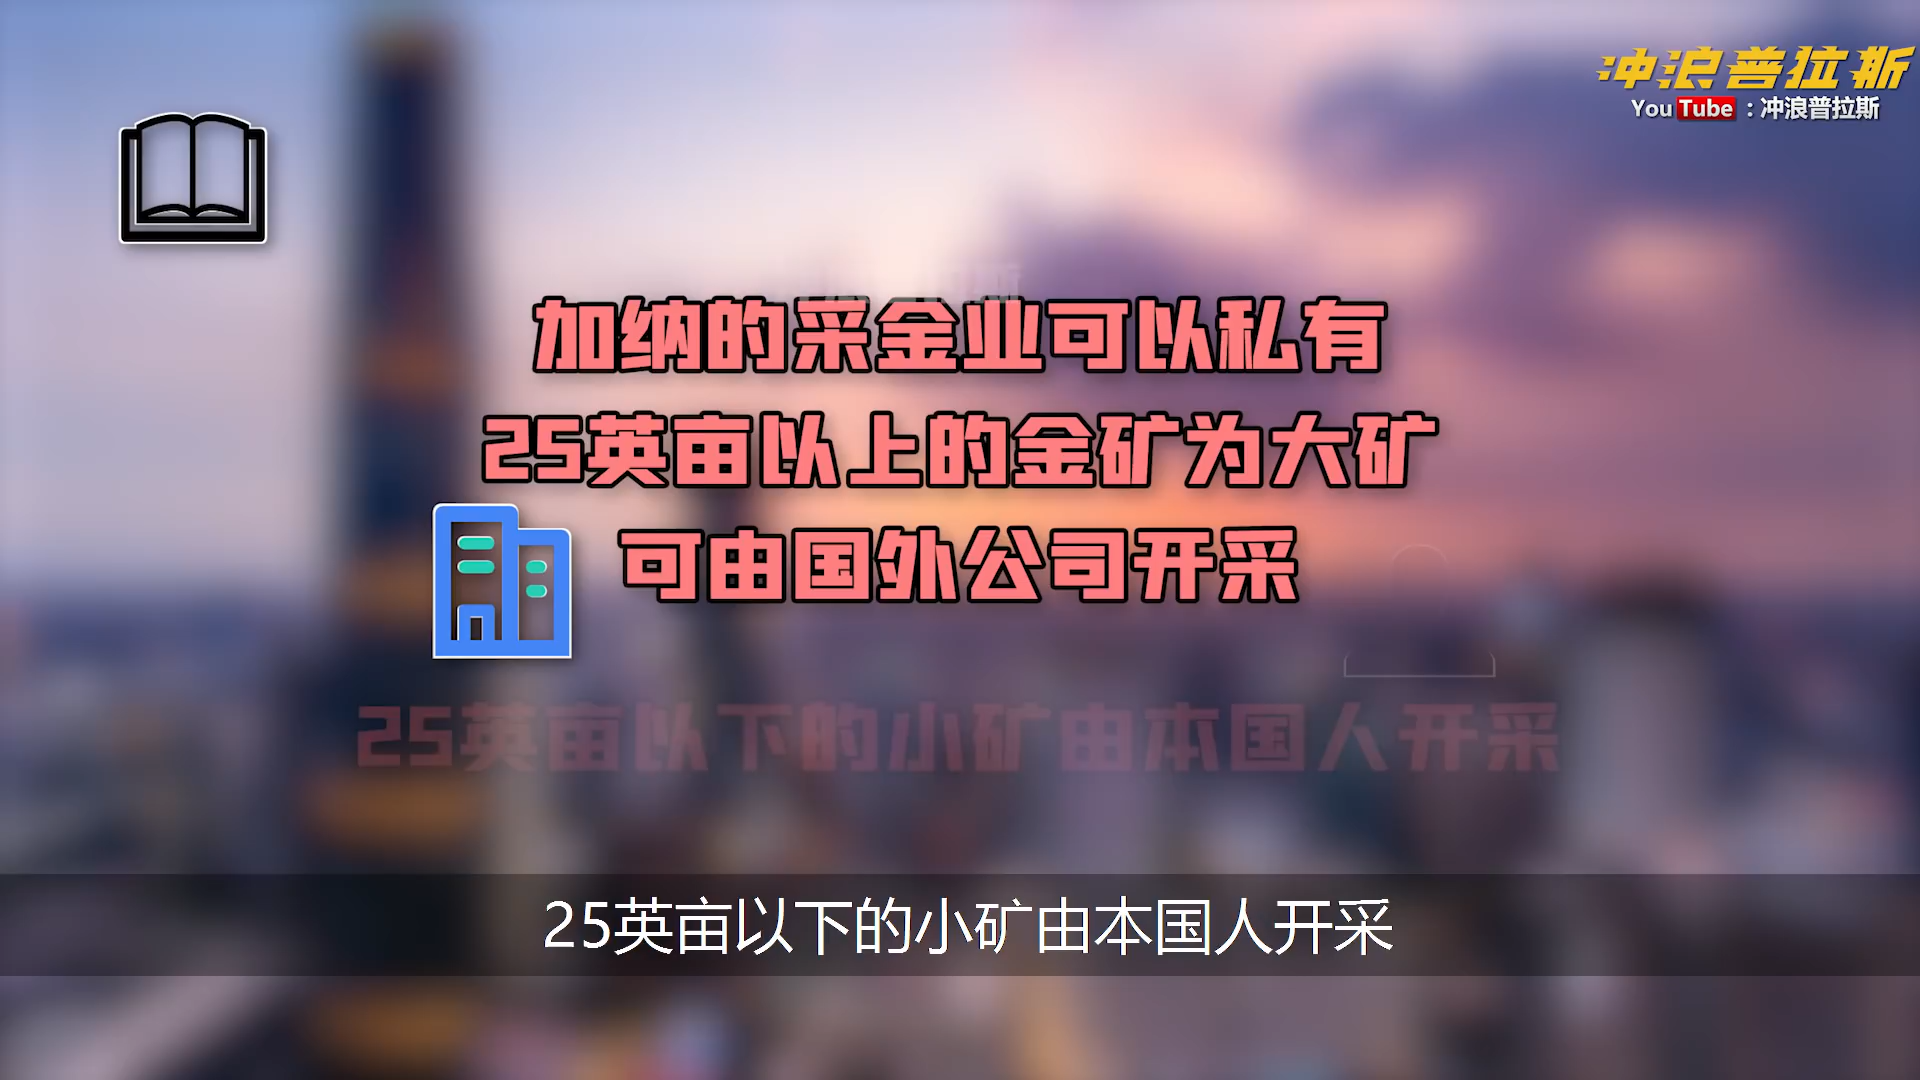 冲浪普拉斯
YouTube：冲浪普拉斯
加纳的采金业可以私有
25英亩以上的金矿为大矿
可由国外公司开采
25英亩以下的小矿由本国人开采
25英亩以下的小矿由本国人开采